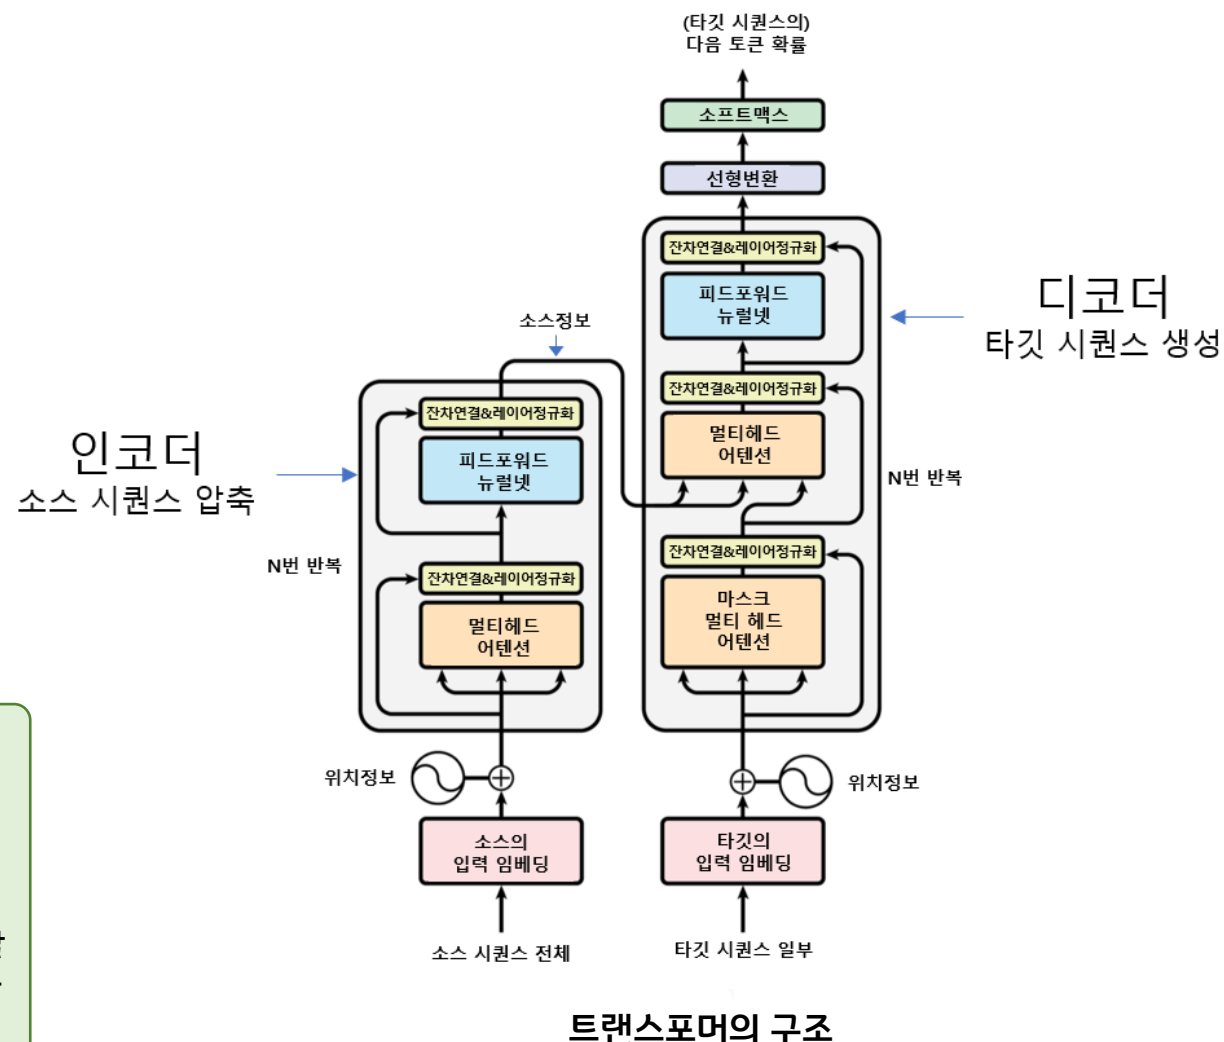 (타깃 시퀀스의)
다음 토큰 확률
소프트맥스
선형변환
잔차연결&레이어정규화
피드포워드
뉴럴넷
디코더
타깃 시퀀스 생성
소스정보
잔차연결&레이어정규화
멀티헤드
어텐션
N번 반복
잔차연결&레이어정규화
마스크
멀티 헤드
어텐션
잔차연결&레이어정규화
피드포워드
뉴럴넷
인코더
소스 시퀀스 압축
N번 반복
잔차연결&레이어정규화
멀티헤드
어텐션
위치정보
위치정보
소스의
입력 임베딩
타깃의
입력 임베딩
소스 시퀀스 전체
타깃 시퀀스 일부
트랜스포머의 구조